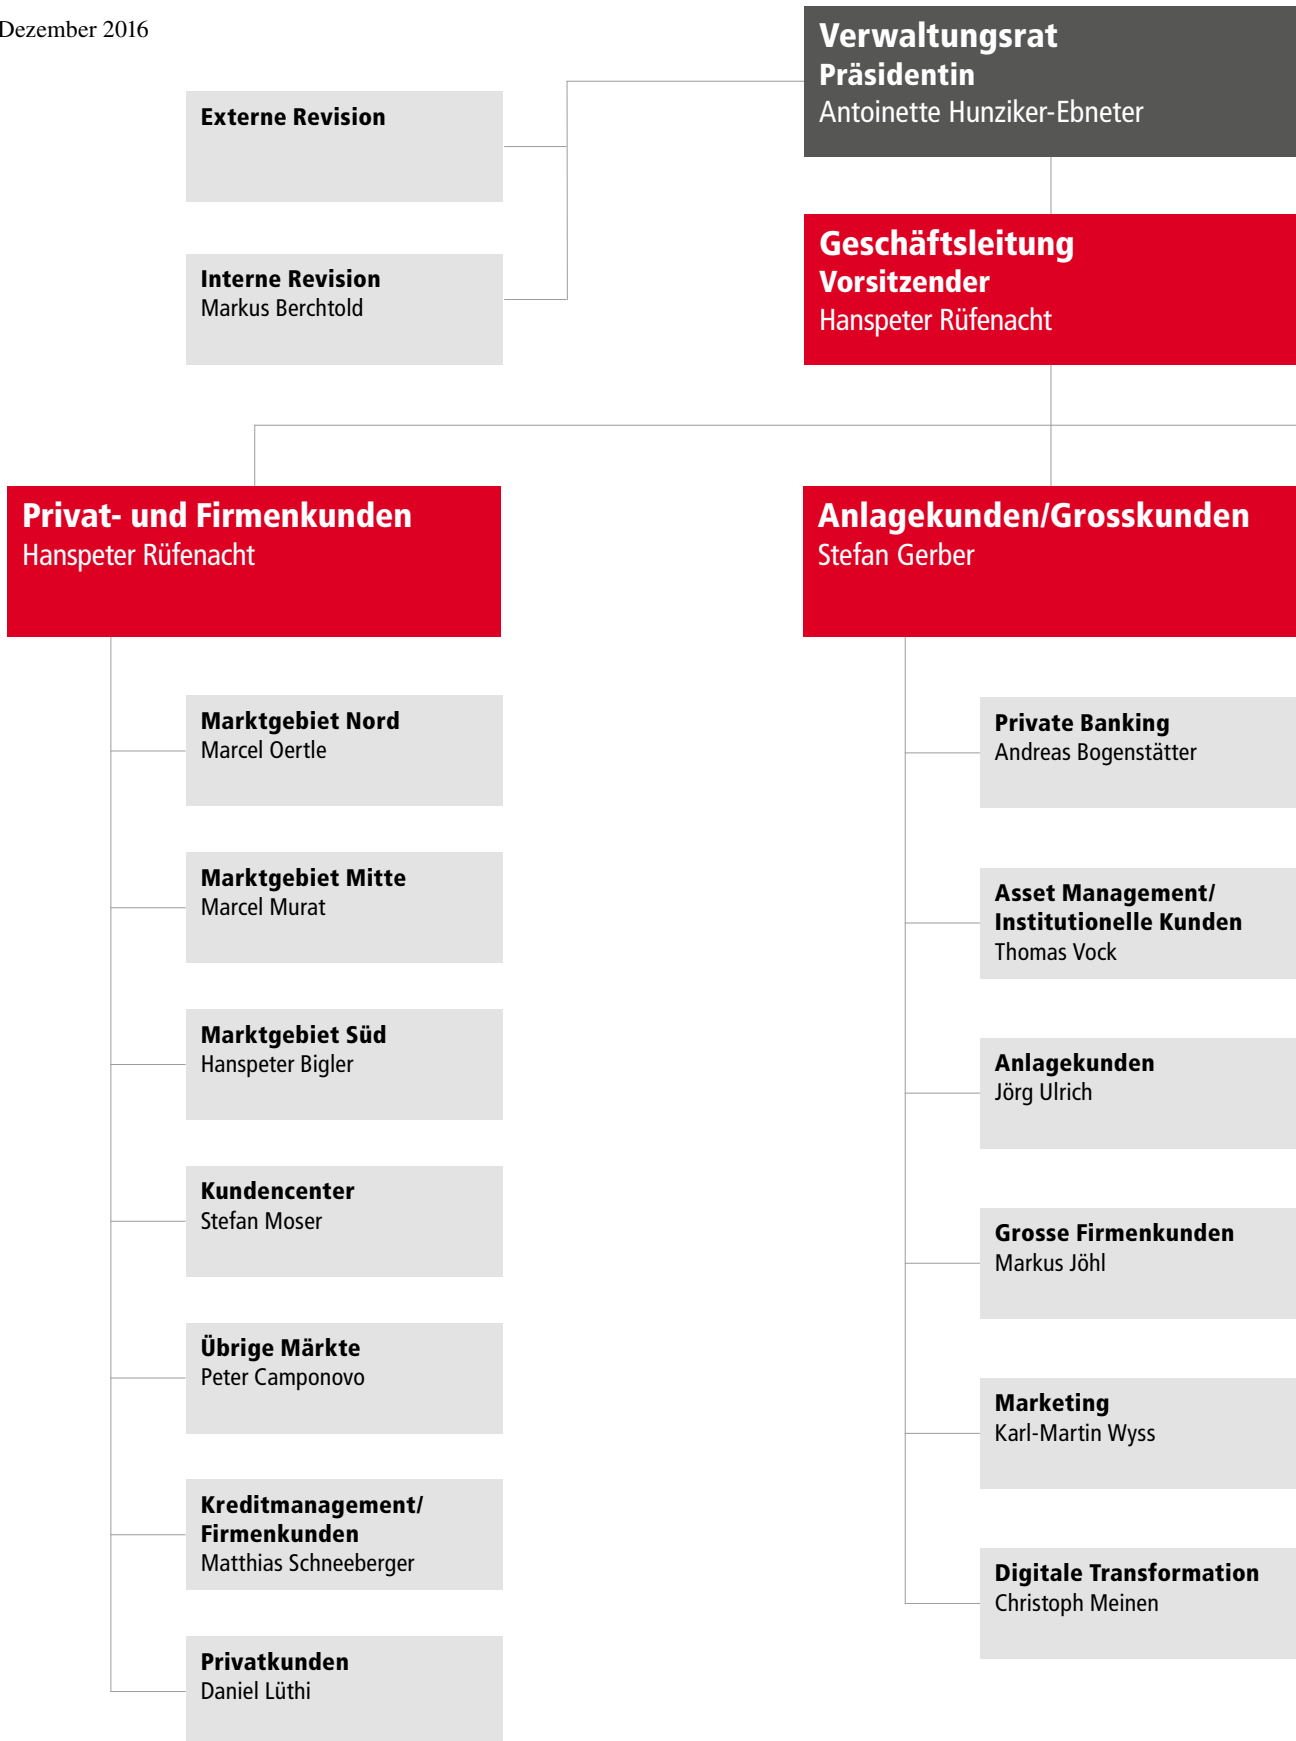 Dezember 2016
Verwaltungsrat
Präsidentin
Antoinette Hunziker-Ebneter
Externe Revision
Interne Revision
Markus Berchtold
Geschäftsleitung
Vorsitzender
Hanspeter Rüfenacht
Privat- und Firmenkunden
Hanspeter Rüfenacht
Marktgebiet Nord
Marcel Oertle
Marktgebiet Mitte
Marcel Murat
Marktgebiet Süd
Hanspeter Bigler
Kundencenter
Stefan Moser
Übrige Märkte
Peter Camponovo
Kreditmanagement/
Firmenkunden
Matthias Schneeberger
Privatkunden
Daniel Lüthi
Anlagekunden/Grosskunden
Stefan Gerber
Private Banking
Andreas Bogenstätter
Asset Management/
Institutionelle Kunden
Thomas Vock
Anlagekunden
Jörg Ulrich
Grosse Firmenkunden
Markus Jöhl
Marketing
Karl-Martin Wyss
Digitale Transformation
Christoph Meinen